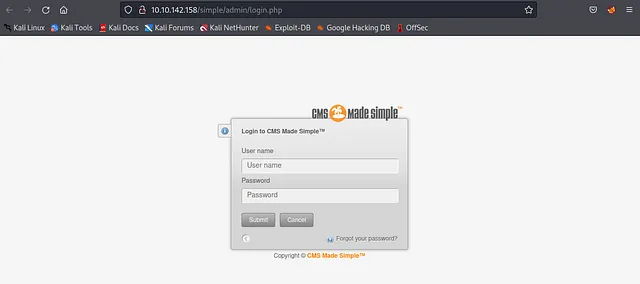 10.10.142.158/simple/admin/login.php
Kali Linux Kali Tools Kali Docs Kali Forums Kali NetHunter Exploit-DB Google Hacking DB OffSec
CMS made simple™
Login to CMS Made Simple™
User name
User name
Password
Password
Submit Cancel
Forgot your password?
Copyright © CMS Made Simple™